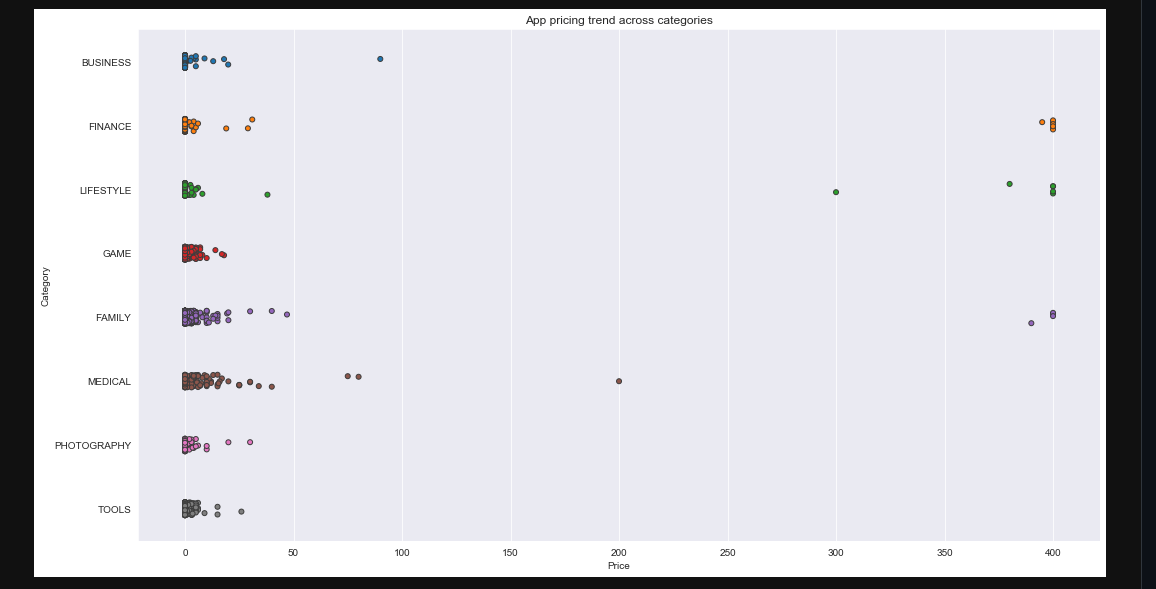 App pricing trend across categories
BUSINESS
FINANCE
LIFESTYLE
GAME
FAMILY
MEDICAL
PHOTOGRAPHY
TOOLS
Category
0 50 100 150 200 250 300 350 400
Price